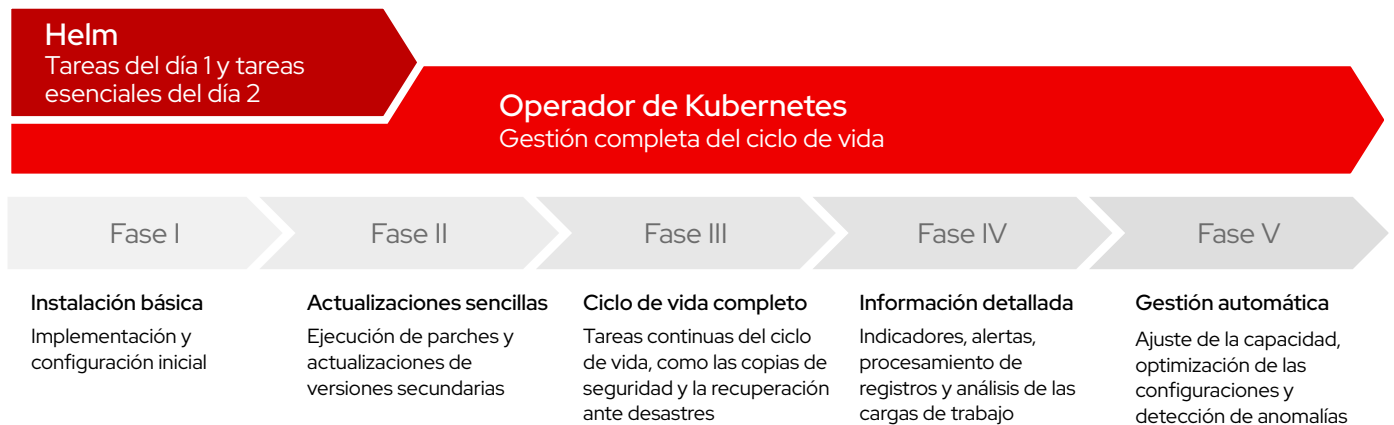 Helm
Tareas del día 1 y tareas
esenciales del día 2
Operador de Kubernetes
Gestión completa del ciclo de vida
Fase I
Fase II
Fase III
Fase IV
Fase V
Instalación básica
Implementación y
configuración inicial
Actualizaciones sencillas
Ejecución de parches y
actualizaciones de
versiones secundarias
Ciclo de vida completo
Tareas continuas del ciclo
de vida, como las copias de
seguridad y la recuperación
ante desastres
Información detallada
Indicadores, alertas,
procesamiento de
registros y análisis de las
cargas de trabajo
Gestión automática
Ajuste de la capacidad,
optimización de las
configuraciones y
detección de anomalías